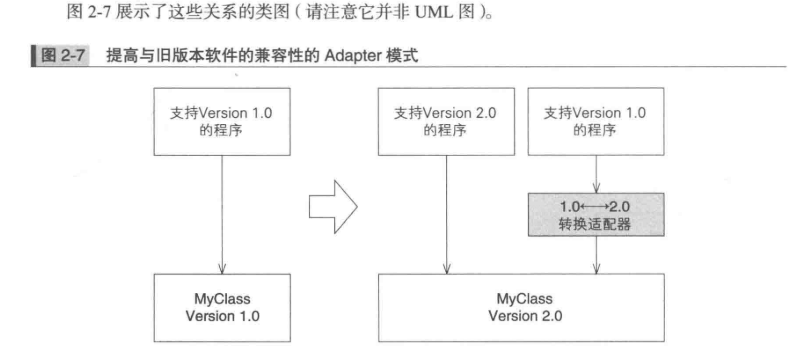 图 2-7 展示了这些关系的类图（请注意它并非 UML 图）。
图 2-7 提高与旧版本软件的兼容性的 Adapter 模式
支持Version 1.0
的程序
支持Version 2.0
的程序
支持Version 1.0
的程序
1.0←→2.0
转换适配器
MyClass
Version 1.0
MyClass
Version 2.0